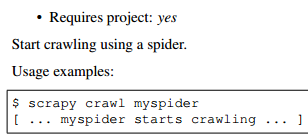 • Requires project: yes
Start crawling using a spider.
Usage examples:
$ scrapy crawl myspider
[ ... myspider starts crawling ... ]